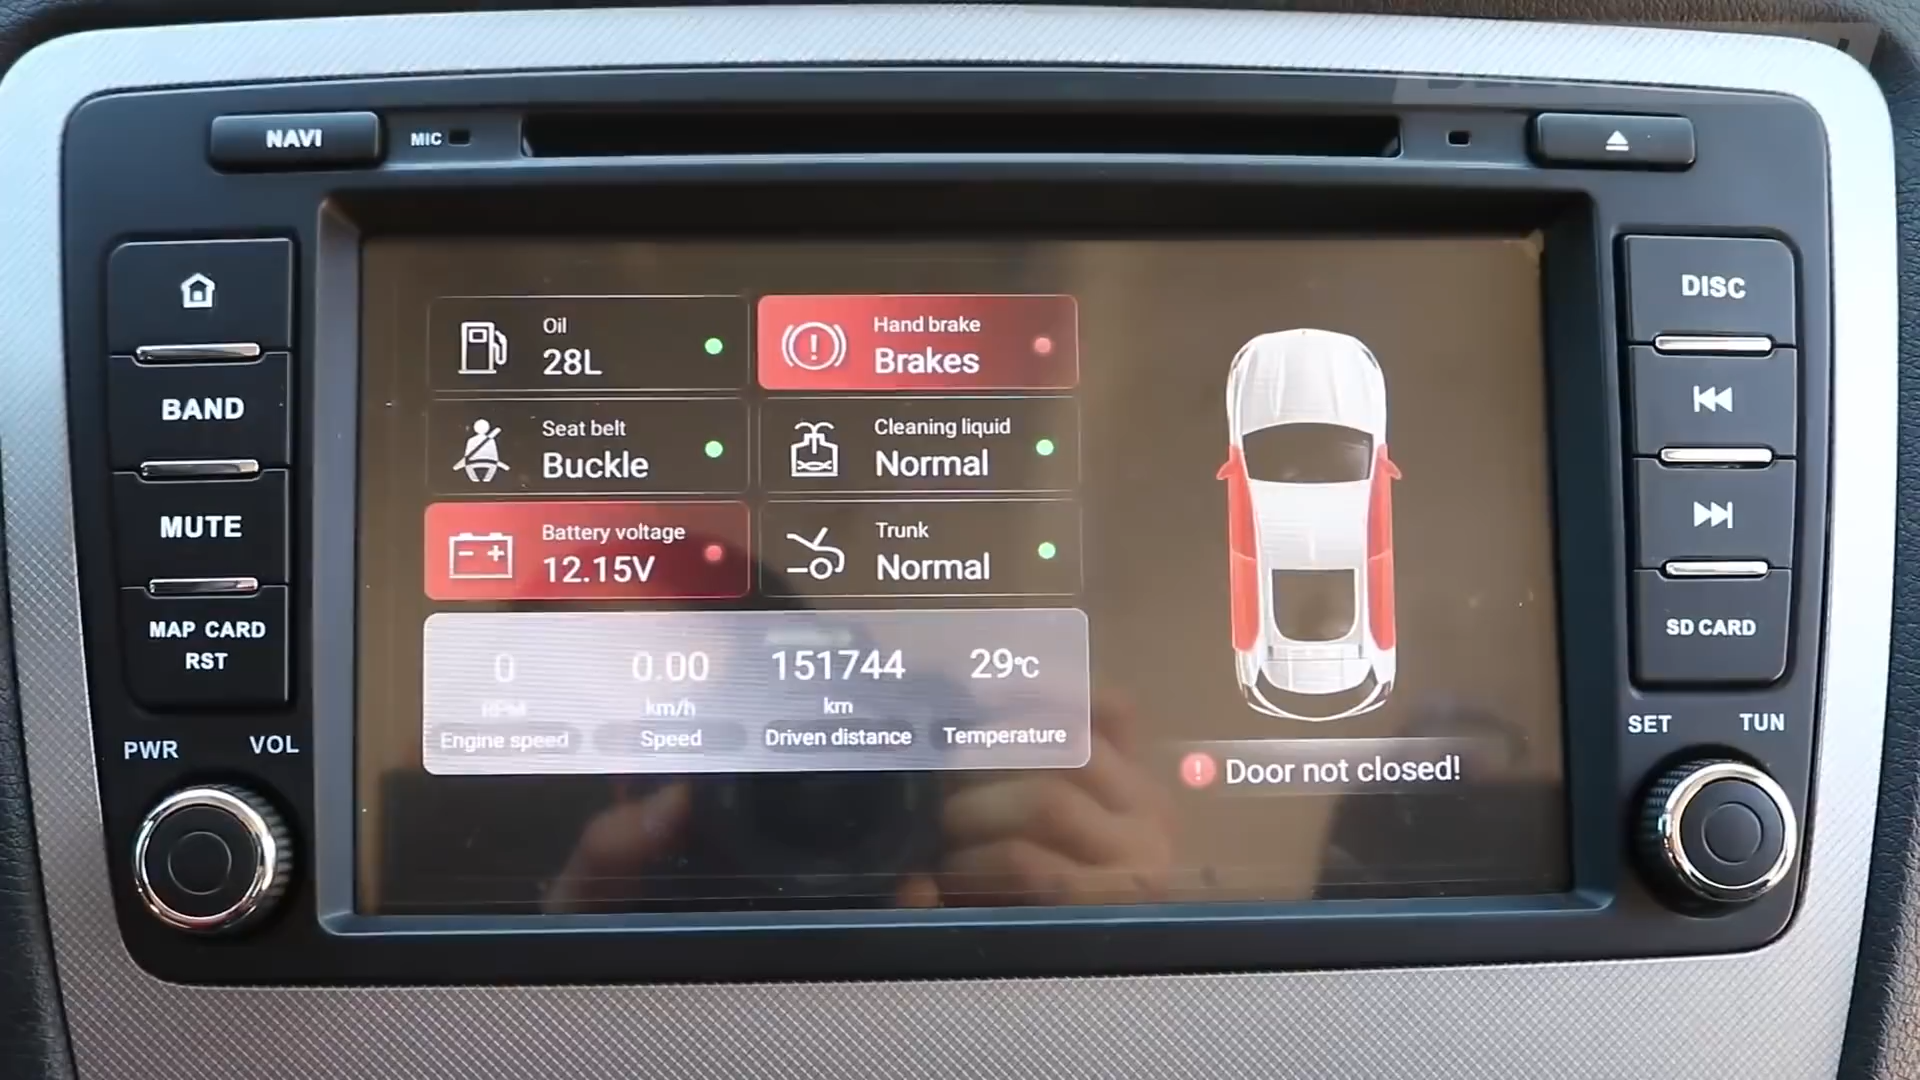 NAVI
MIC
BAND
MUTE
MAP CARD
RST
PWR
VOL
Oil
28L
Hand brake
Brakes
Seat belt
Buckle
Cleaning liquid
Normal
Battery voltage
12.15V
Trunk
Normal
0
0.00
151744
29°C
RPM
km/h
km
Engine speed
Speed
Driven distance
Temperature
Door not closed!
DISC
SD CARD
SET
TUN